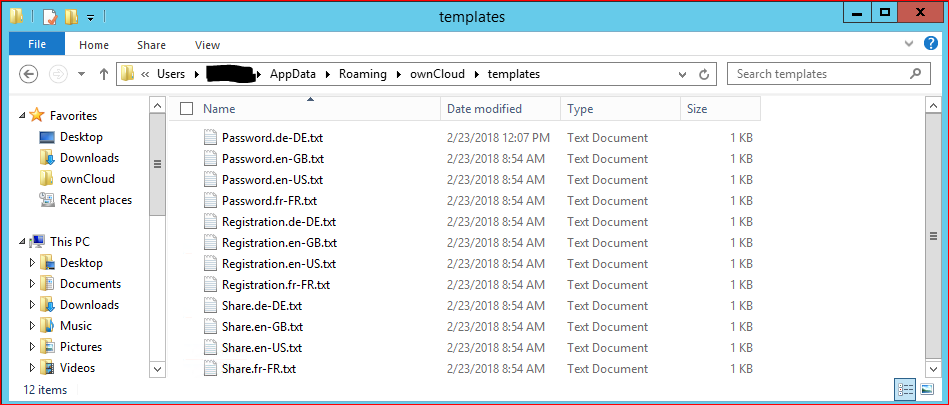 templates
File Home Share View
« Users AppData Roaming ownCloud templates Search templates
Name Date modified Type Size
Favorites
Desktop
Downloads
ownCloud
Recent places
This PC
Desktop
Documents
Downloads
Music
Pictures
Videos
Password.de-DE.txt 2/23/2018 12:07 PM Text Document 1 KB
Password.en-GB.txt 2/23/2018 8:54 AM Text Document 1 KB
Password.en-US.txt 2/23/2018 8:54 AM Text Document 1 KB
Password.fr-FR.txt 2/23/2018 8:54 AM Text Document 1 KB
Registration.de-DE.txt 2/23/2018 8:54 AM Text Document 1 KB
Registration.en-GB.txt 2/23/2018 8:54 AM Text Document 1 KB
Registration.en-US.txt 2/23/2018 8:54 AM Text Document 1 KB
Registration.fr-FR.txt 2/23/2018 8:54 AM Text Document 1 KB
Share.de-DE.txt 2/23/2018 8:54 AM Text Document 1 KB
Share.en-GB.txt 2/23/2018 8:54 AM Text Document 1 KB
Share.en-US.txt 2/23/2018 8:54 AM Text Document 1 KB
Share.fr-FR.txt 2/23/2018 8:54 AM Text Document 1 KB
12 items